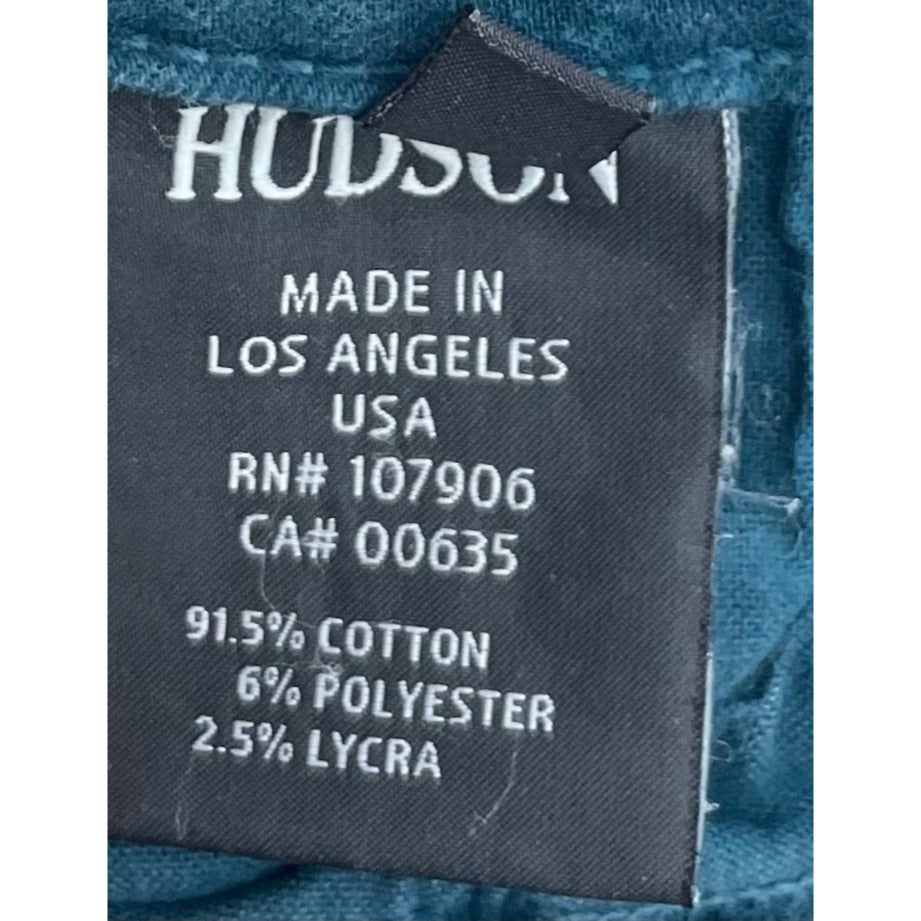 HUDSON
MADE IN
LOS ANGELES
USA
RN# 107906
CA# 00635
91.5% COTTON
6% POLYESTER
2.5% LYCRA